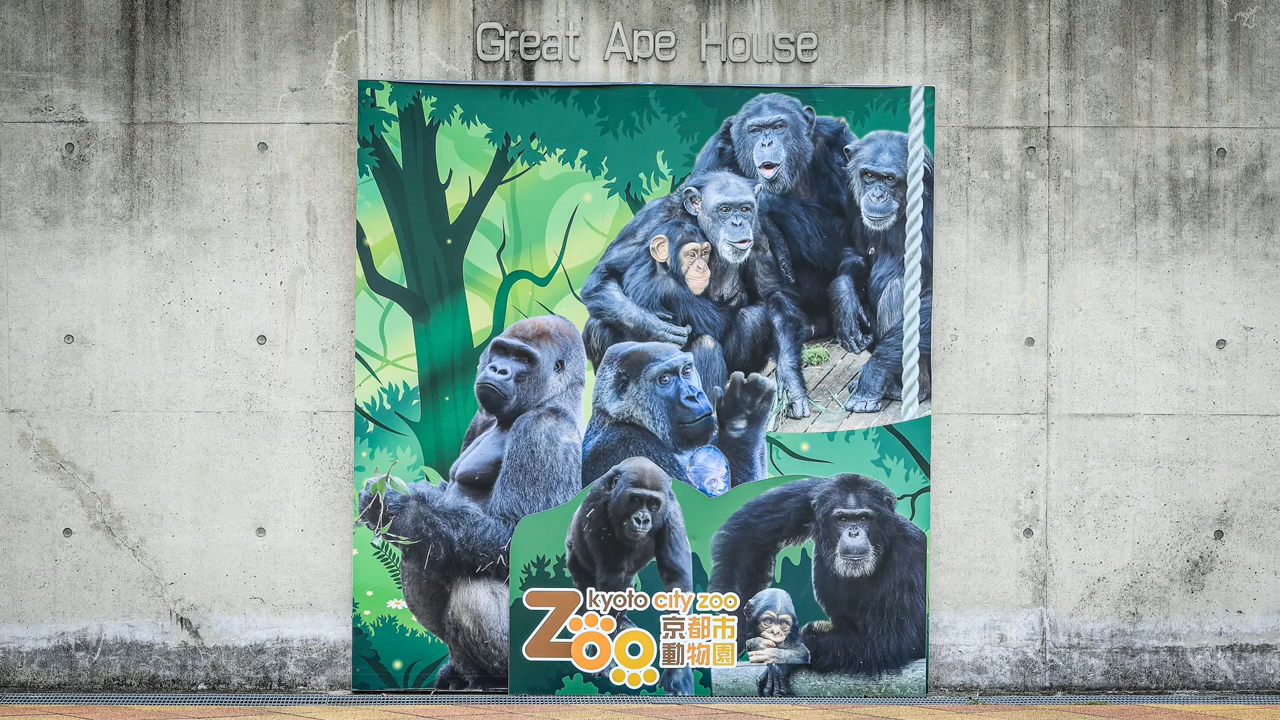 Great Ape House
kyoto city zoo
Zoo
京都市
動物園